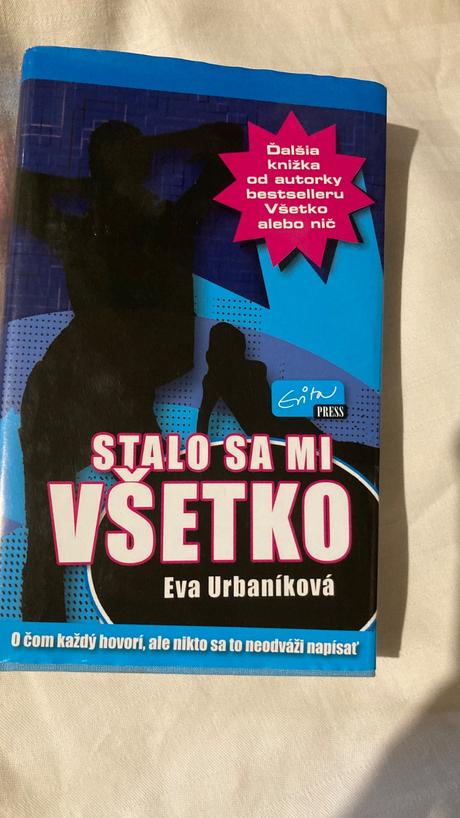 Ďalšia
knižka
od autorky
bestselleru
Všetko
alebo nič
Evita
PRESS
STALO SA MI
VŠETKO
Eva Urbaníková
O čom každý hovorí, ale nikto sa to neodváži napísať